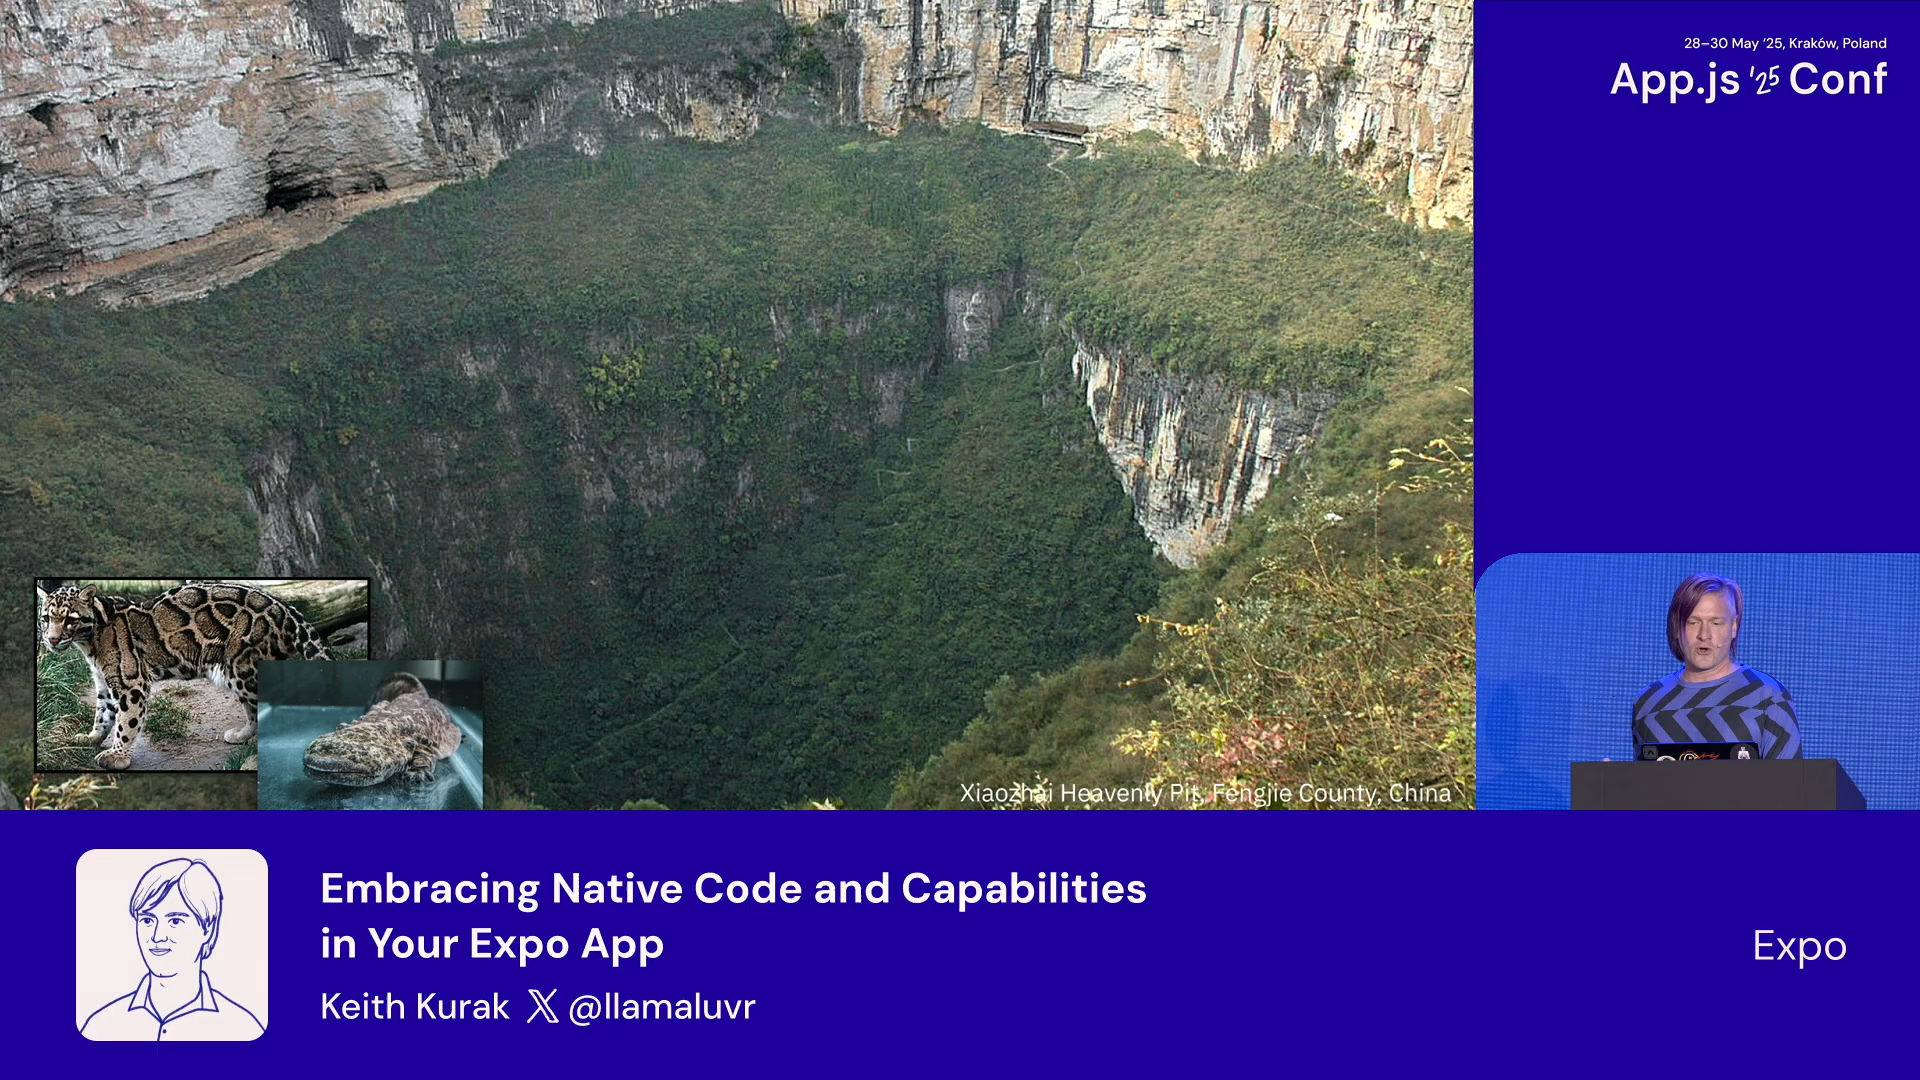 28–30 May ‘25, Kraków, Poland
App.js '25 Conf
Xiaozhai Heavenly Pit, Fengjie County, China
Embracing Native Code and Capabilities
in Your Expo App
Keith Kurak 𝕏 @llamaluvr
Expo